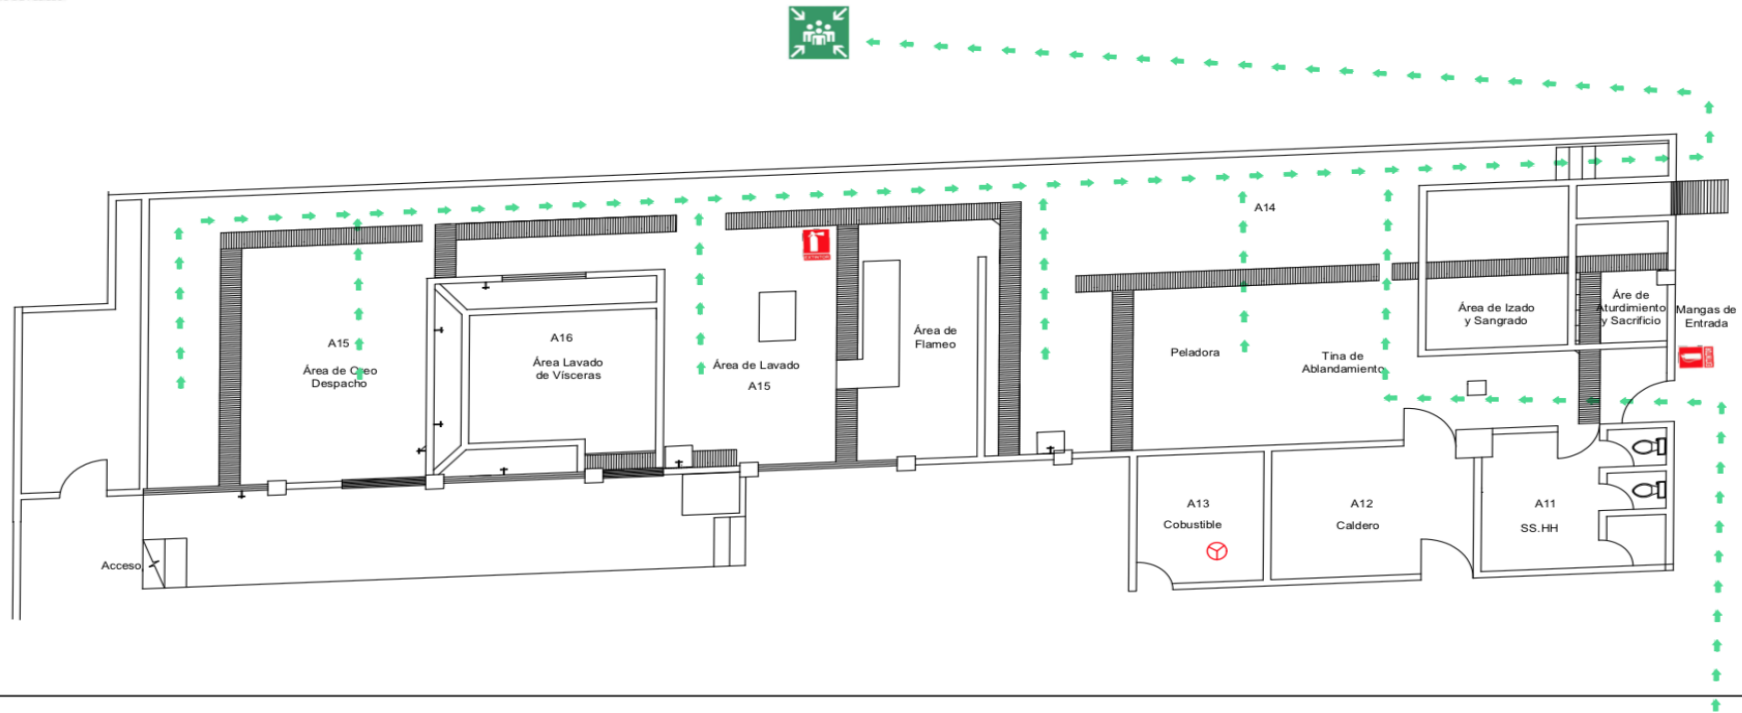 A14
A15
Área de Oreo
Despacho
A16
Área Lavado
de Vísceras
EXTINTOR
Área de Lavado
A15
Área de
Flameo
Peladora
Tina de
Ablandamiento
Área de Izado
y Sangrado
Áre de
Aturdimiento
y Sacrificio
Mangas de
Entrada
Acceso
A13
Cobustible
A12
Caldero
A11
SS.HH